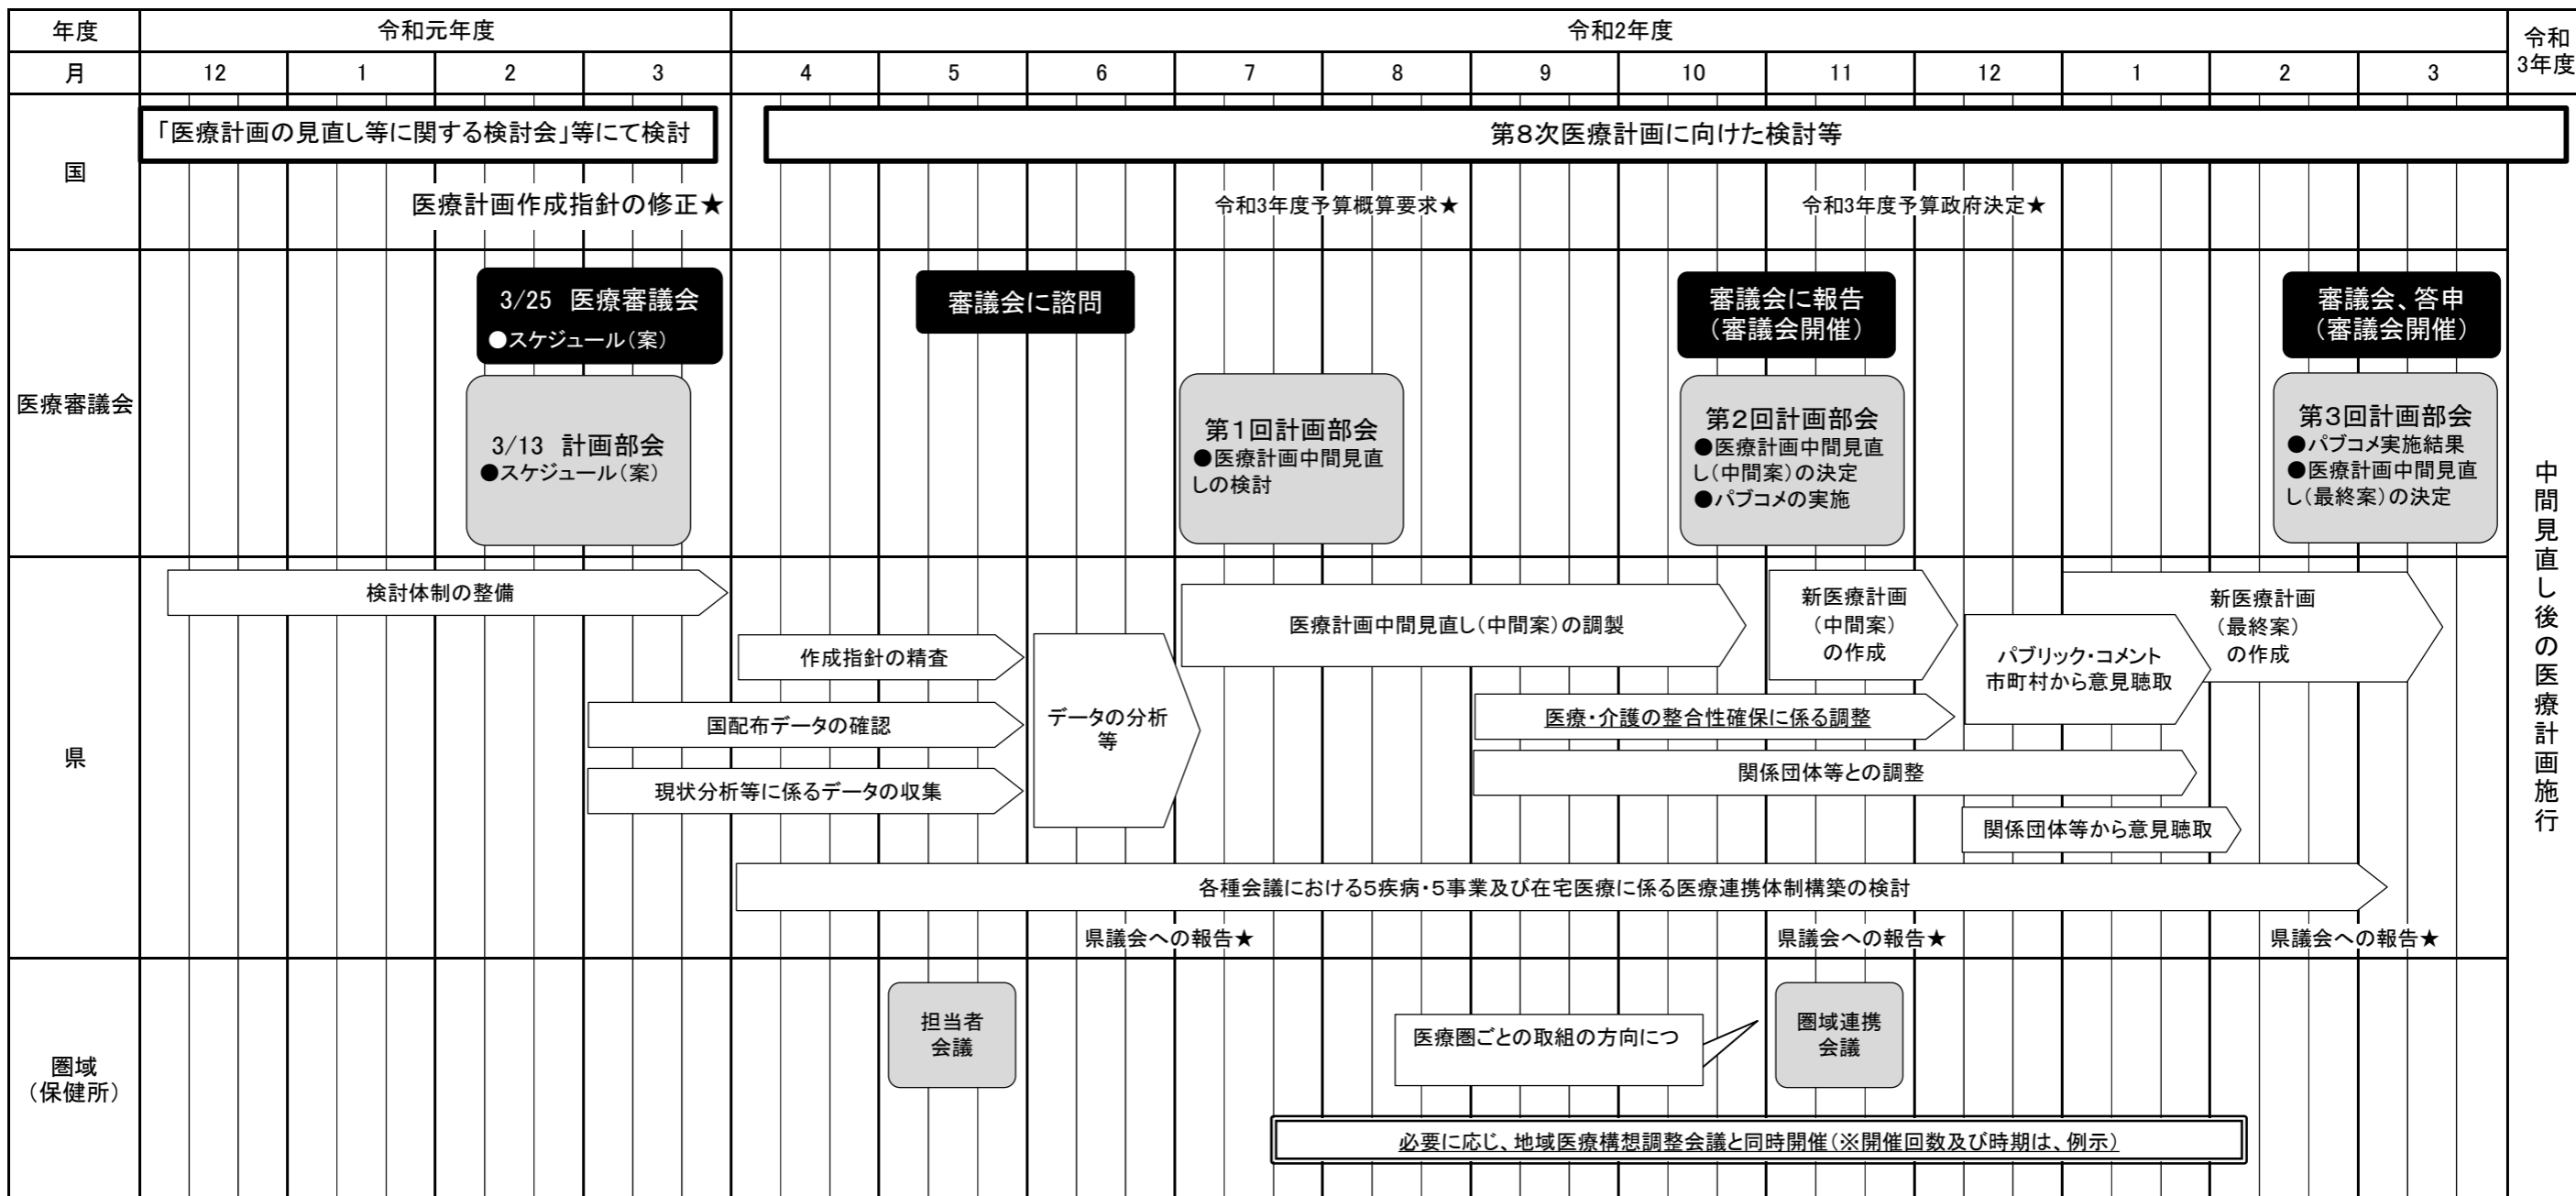 年度
令和元年度
令和2年度
令和
3年度
月
12
1
2
3
4
5
6
7
8
9
10
11
12
1
2
3
国
「医療計画の見直し等に関する検討会」等にて検討
第8次医療計画に向けた検討等
医療計画作成指針の修正★
令和3年度予算概算要求★
令和3年度予算政府決定★
医療審議会
3/25 医療審議会
●スケジュール(案)
審議会に諮問
審議会に報告
(審議会開催)
審議会、答申
(審議会開催)
3/13 計画部会
●スケジュール(案)
第1回計画部会
●医療計画中間見直
しの検討
第2回計画部会
●医療計画中間見直
し(中間案)の決定
●パブコメの実施
第3回計画部会
●パブコメ実施結果
●医療計画中間見直
し(最終案)の決定
県
検討体制の整備
作成指針の精査
国配布データの確認
現状分析等に係るデータの収集
データの分析
等
医療計画中間見直し(中間案)の調製
新医療計画
(中間案)
の作成
パブリック・コメント
市町村から意見聴取
新医療計画
(最終案)
の作成
医療・介護の整合性確保に係る調整
関係団体等との調整
関係団体等から意見聴取
各種会議における5疾病・5事業及び在宅医療に係る医療連携体制構築の検討
県議会への報告★
県議会への報告★
県議会への報告★
圏域
(保健所)
担当者
会議
医療圏ごとの取組の方向につ
圏域連携
会議
必要に応じ、地域医療構想調整会議と同時開催(※開催回数及び時期は、例示)
中間見直し後の医療計画施行